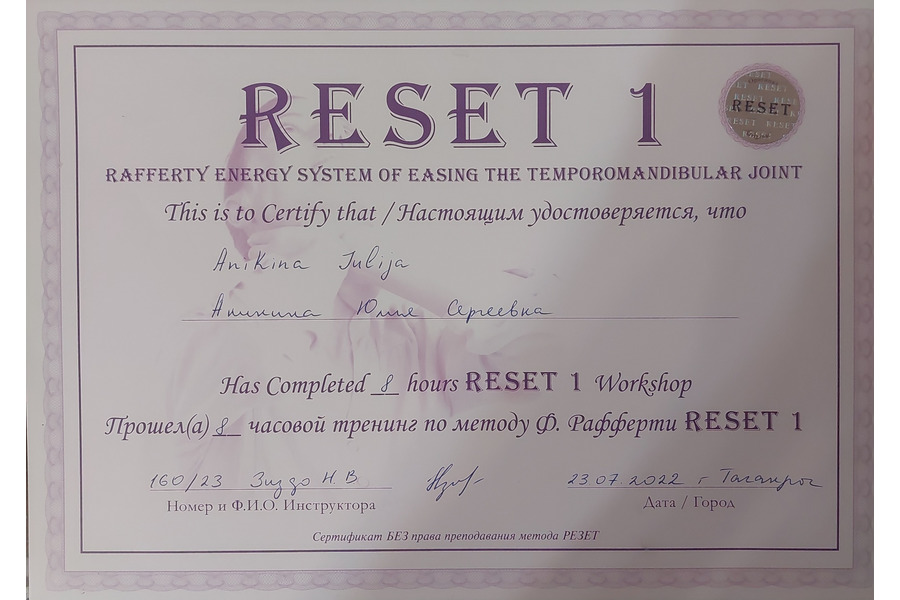 RESET 1
RESET
RAFFERTY ENERGY SYSTEM OF EASING THE TEMPOROMANDIBULAR JOINT
This is to Certify that / Настоящим удостоверяется, что
Anikina Julija
Аникина Юлия Сергеевна
Has Completed 8 hours RESET 1 Workshop
Прошел(а) 8 часовой тренинг по методу Ф. Рафферти RESET 1
160/23 Зиздо Н.В. 23.07.2022 г Таганрог
Номер и Ф.И.О. Инструктора Дата / Город
Сертификат БЕЗ права преподавания метода РЕЗЕТ